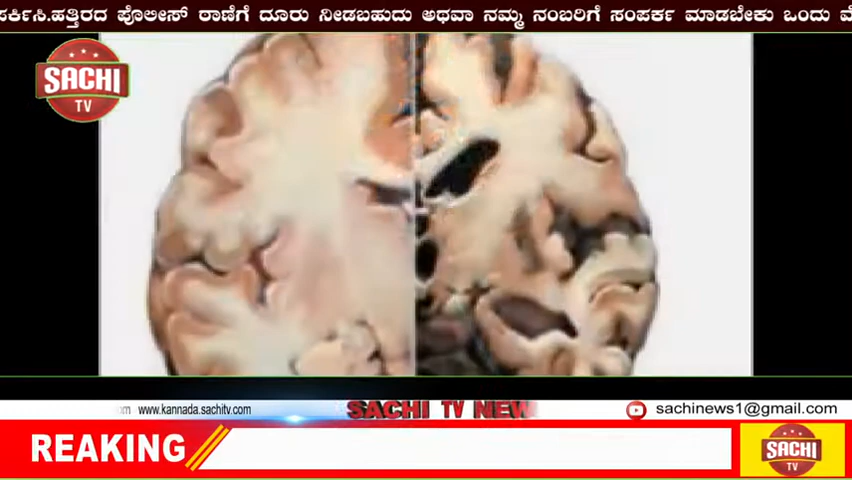 ಹತ್ತಿರದ ಪೊಲೀಸ್ ಠಾಣಿಗೆ ದೂರು ನೀಡಬಹುದು ಅಥವಾ ನಮ್ಮ ನಂಬರಿಗೆ ಸಂಪರ್ಕ ಮಾಡಬೇಕು ಒಂದು
SACHI
TV
www.kannada.sachitv.com
SACHI TV NEW
sachinews1@gmail.com
REAKING
SACHI
TV